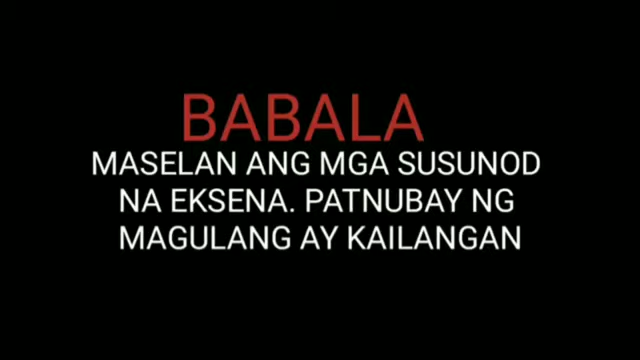 BABALA
MASELAN ANG MGA SUSUNOD
NA EKSENA. PATNUBAY NG
MAGULANG AY KAILANGAN